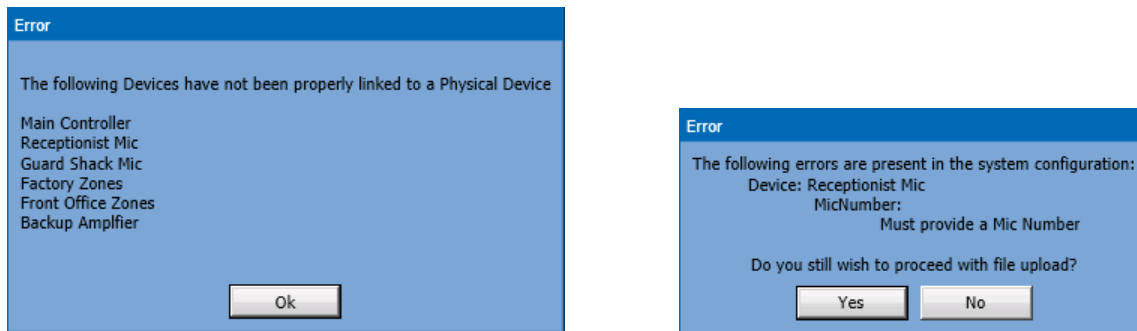 Error
The following Devices have not been properly linked to a Physical Device
Main Controller
Receptionist Mic
Guard Shack Mic
Factory Zones
Front Office Zones
Backup Amplfier
Ok
Error
The following errors are present in the system configuration:
Device: Receptionist Mic
MicNumber:
Must provide a Mic Number
Do you still wish to proceed with file upload?
Yes
No